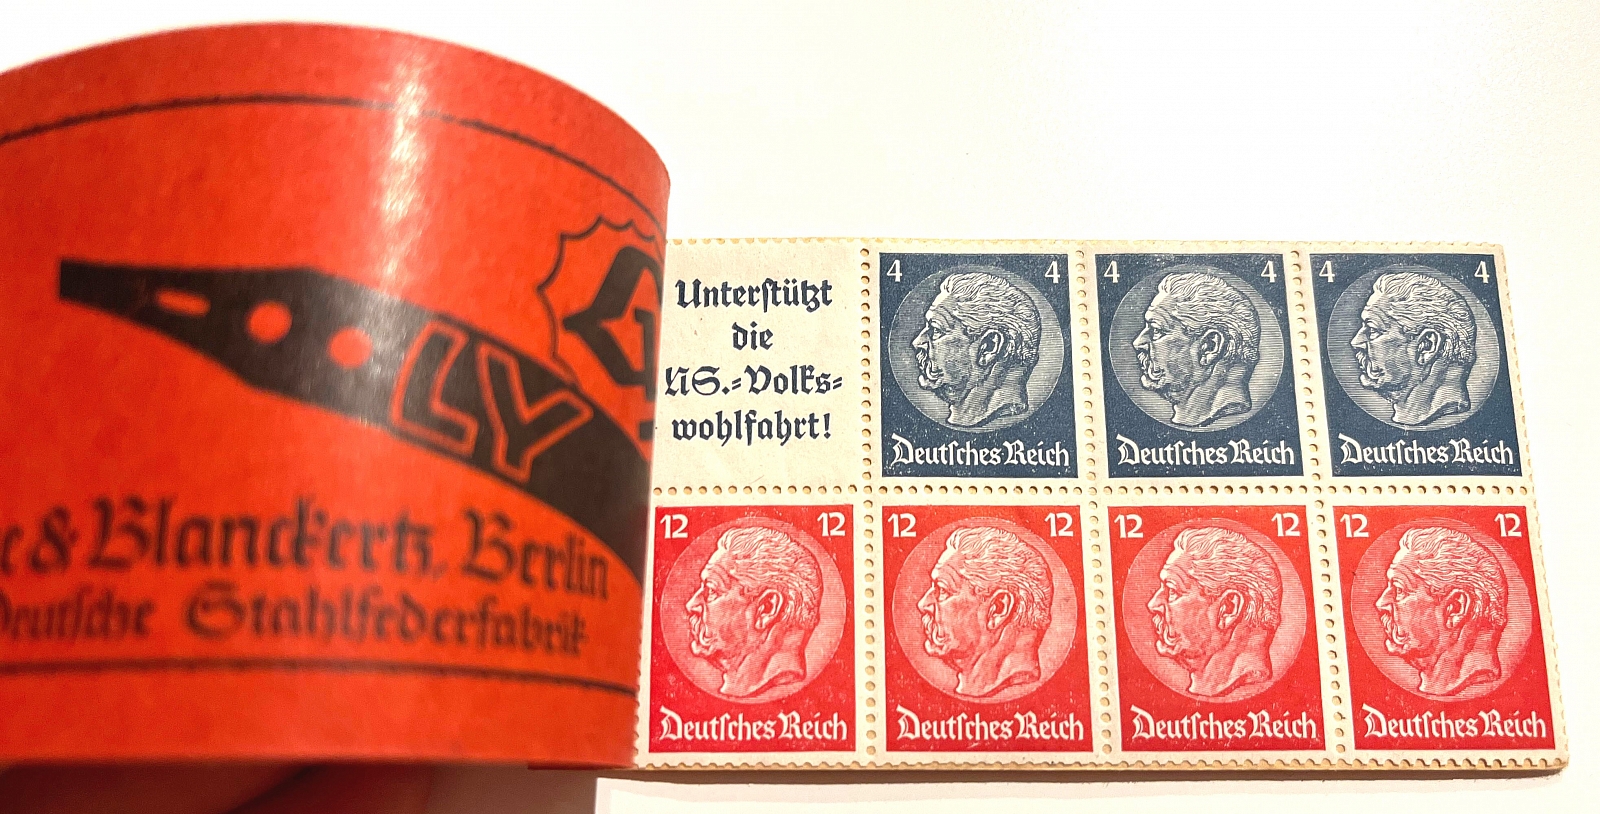 LY
& Blanckertz, Berlin
Deutsche Stahlfederfabrik
Unterstützt
die
NS.-Volks-
wohlfahrt!
4 4
Deutsches Reich
4 4
Deutsches Reich
4 4
Deutsches Reich
12 12
Deutsches Reich
12 12
Deutsches Reich
12 12
Deutsches Reich
12 12
Deutsches Reich